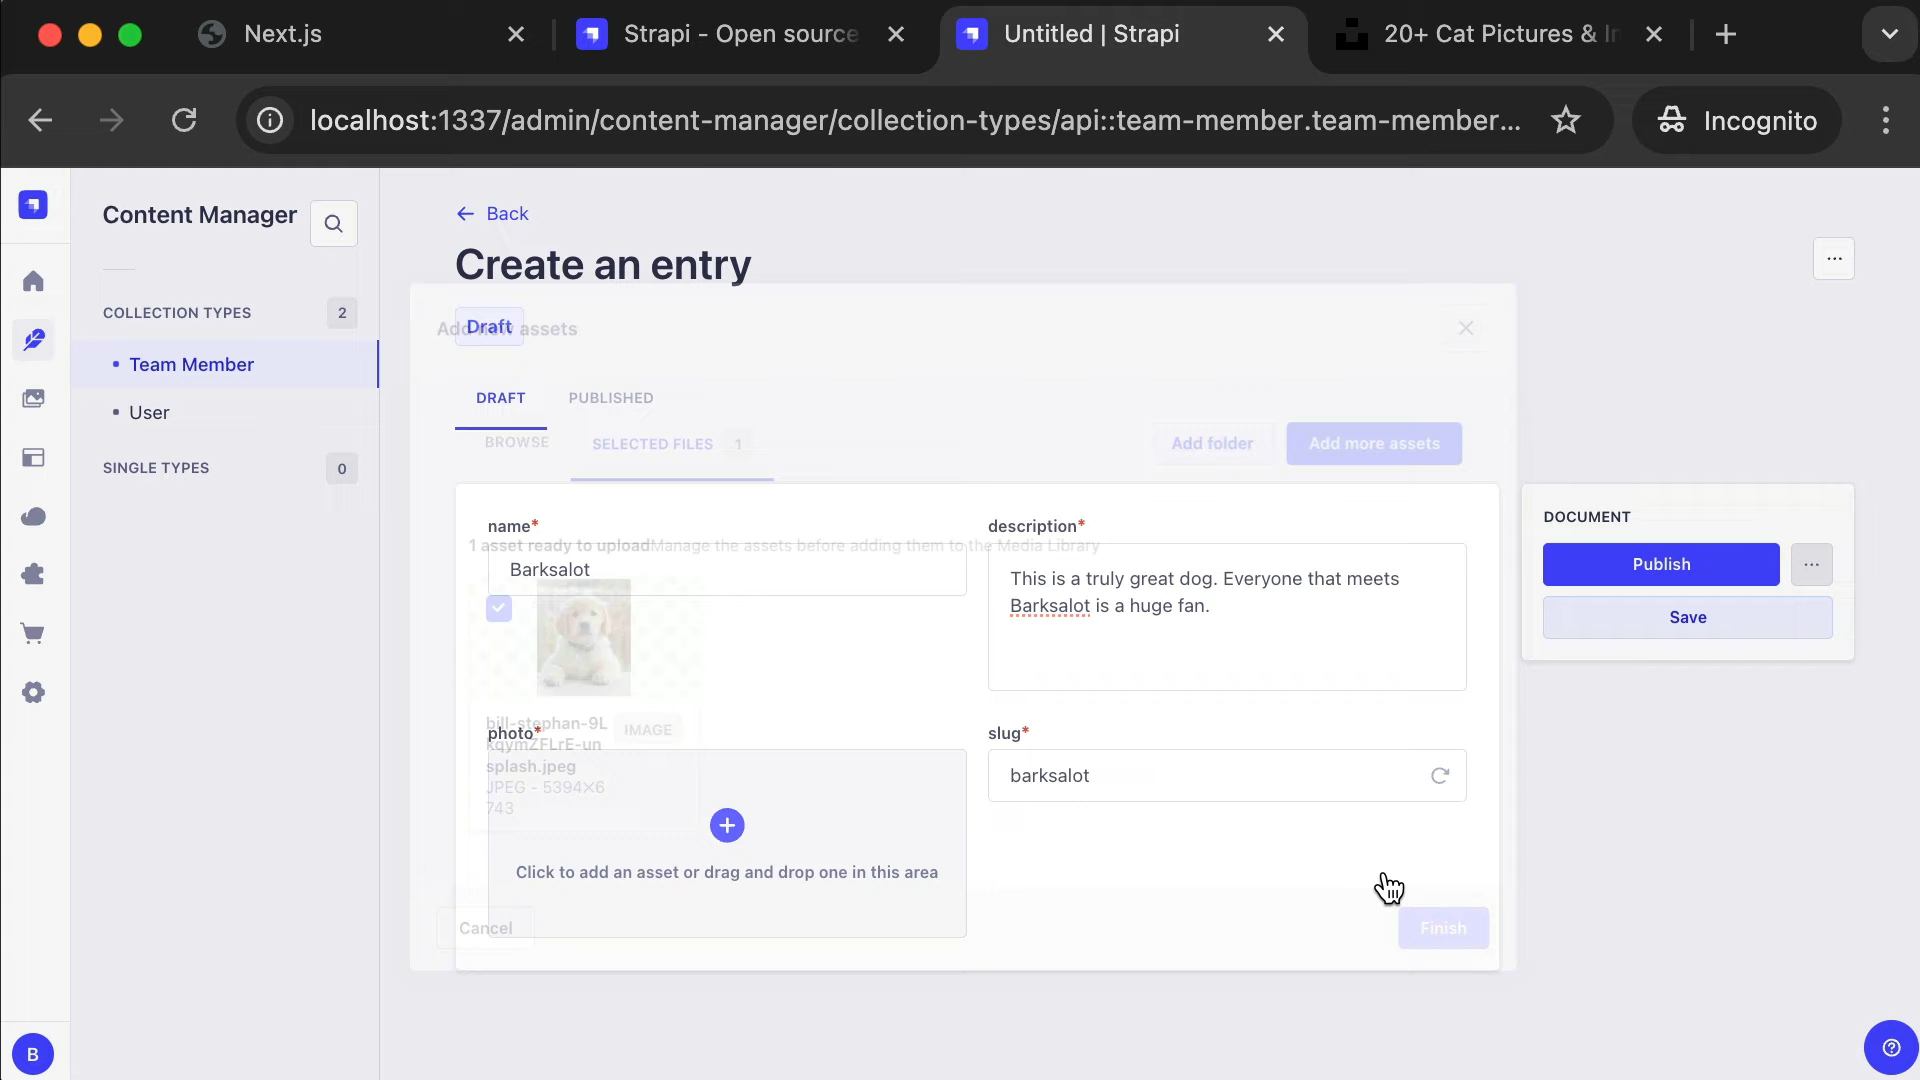 Next.js
Strapi - Open source
Untitled | Strapi
20+ Cat Pictures & In
localhost:1337/admin/content-manager/collection-types/api::team-member.team-member...
Incognito
Content Manager
COLLECTION TYPES
2
Team Member
User
SINGLE TYPES
0
B
Back
Create an entry
Draft
Add new assets
DRAFT
PUBLISHED
BROWSE
SELECTED FILES
1
Add folder
Add more assets
name*
Barksalot
1 asset ready to upload
Manage the assets before adding them to the Media Library
description*
This is a truly great dog. Everyone that meets
Barksalot is a huge fan.
bill-stephan-9L
kqymZFLrE-un
splash.jpeg
JPEG - 5394✕6
743
IMAGE
photo*
Click to add an asset or drag and drop one in this area
slug*
barksalot
Cancel
Finish
DOCUMENT
Publish
Save